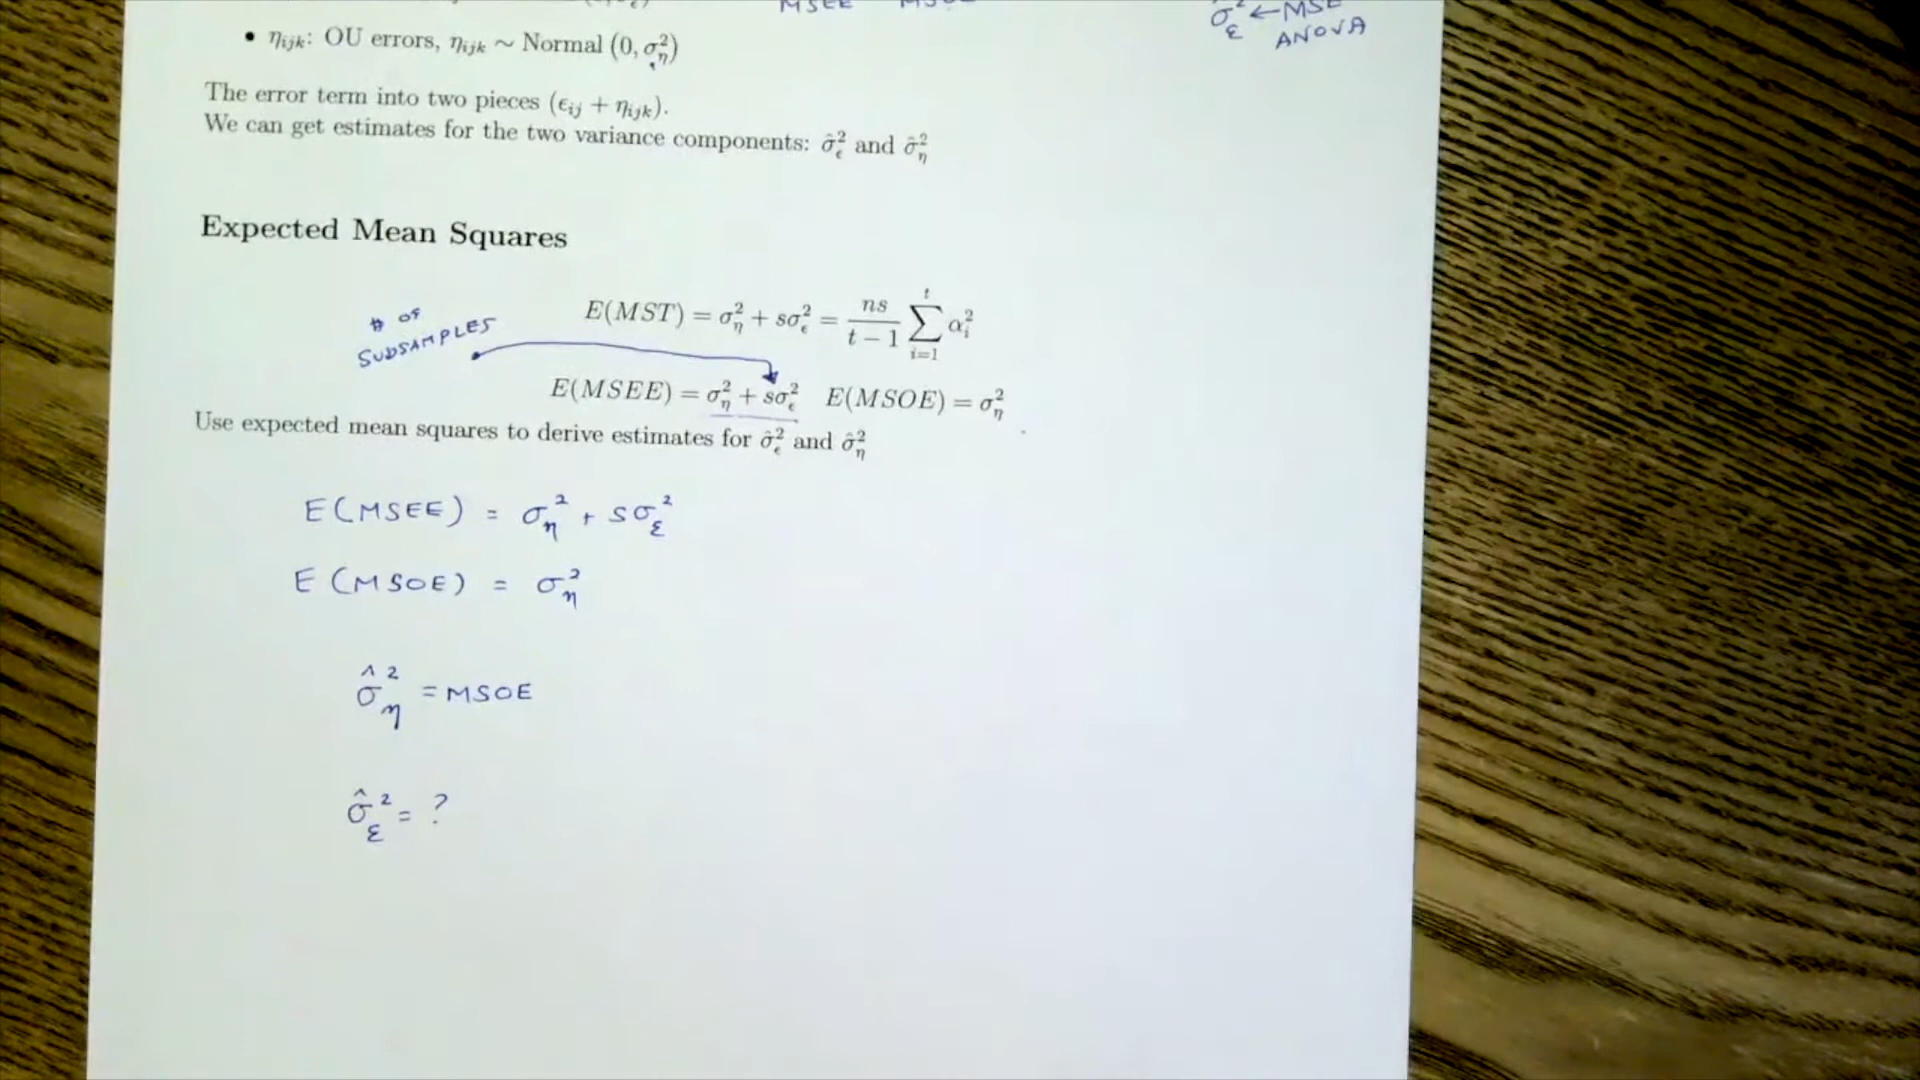 MSEE
σ²_ε ← MSE
ANOVA
• η_ijk: OU errors, η_ijk ~ Normal (0, σ²_η)
The error term into two pieces (ϵ_ij + η_ijk).
We can get estimates for the two variance components: σ̂²_ϵ and σ̂²_η
Expected Mean Squares
# OF
SUBSAMPLES
E(MST) = σ²_η + sσ²_ϵ = ns/(t − 1) ∑_{i=1}^{t} α²_i
E(MSEE) = σ²_η + sσ²_ϵ E(MSOE) = σ²_η
Use expected mean squares to derive estimates for σ̂²_ϵ and σ̂²_η
E(MSEE) = σ²_η + sσ²_ε
E(MSOE) = σ²_η
σ̂²_η = MSOE
σ̂²_ε = ?